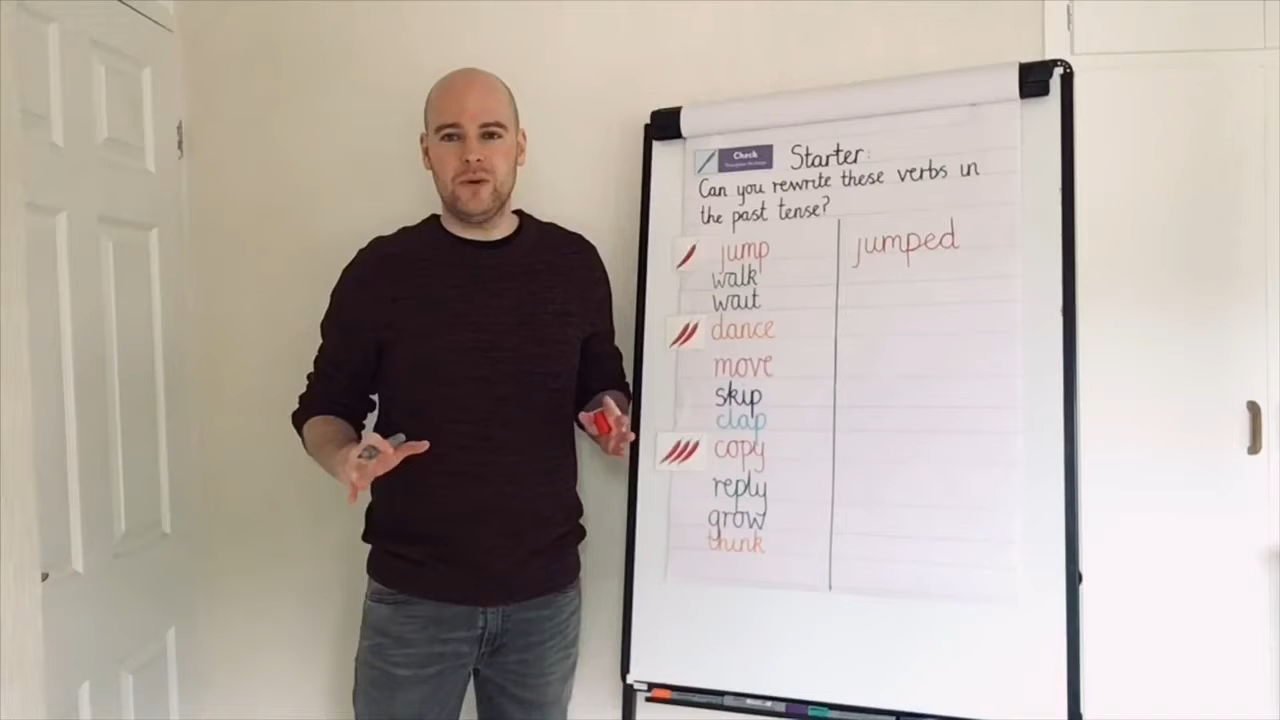 Check
Starter:
Can you rewrite these verbs in
the past tense?
jump jumped
walk
wait
dance
move
skip
clap
copy
reply
grow
think